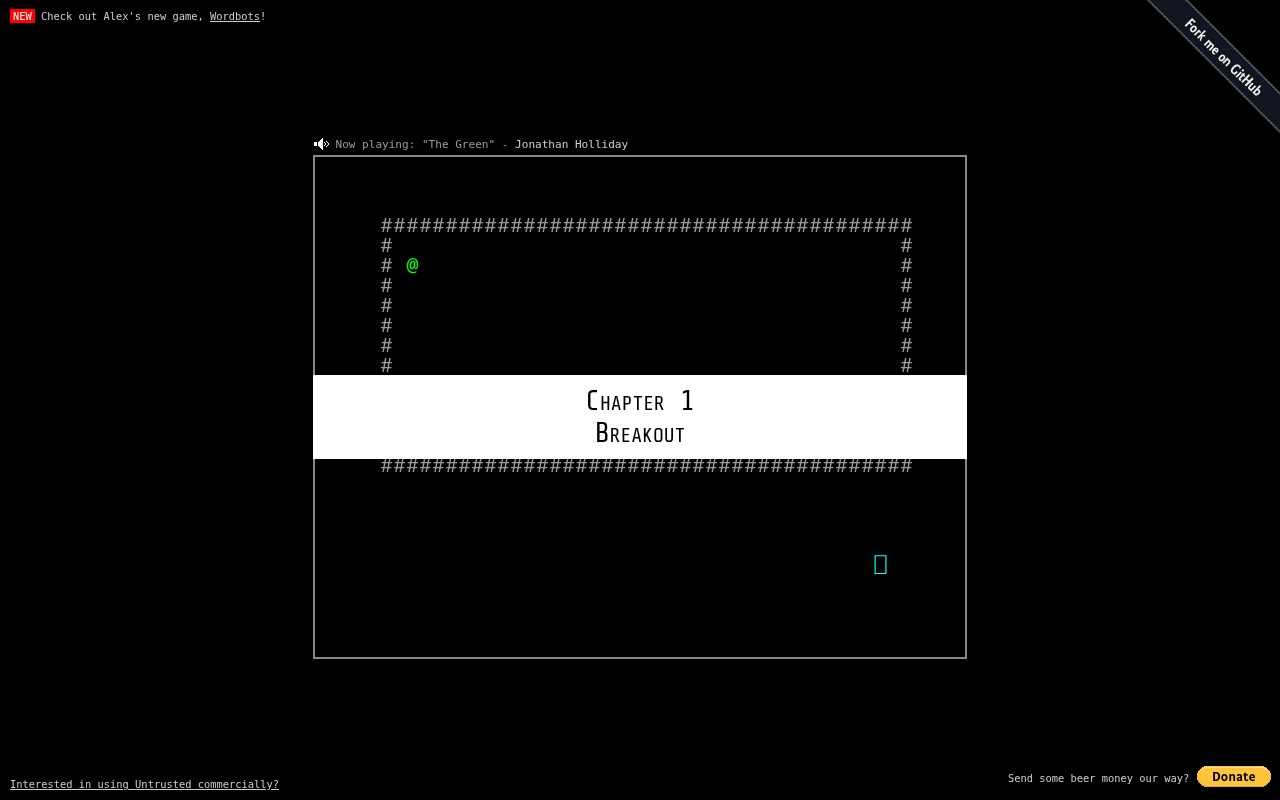 NEW Check out Alex's new game, Wordbots!
Fork me on GitHub
Now playing: "The Green" - Jonathan Holliday
#########################################
# #
# @ #
# #
# #
# #
# #
# #
Chapter 1
Breakout
#########################################
Interested in using Untrusted commercially?
Send some beer money our way? Donate